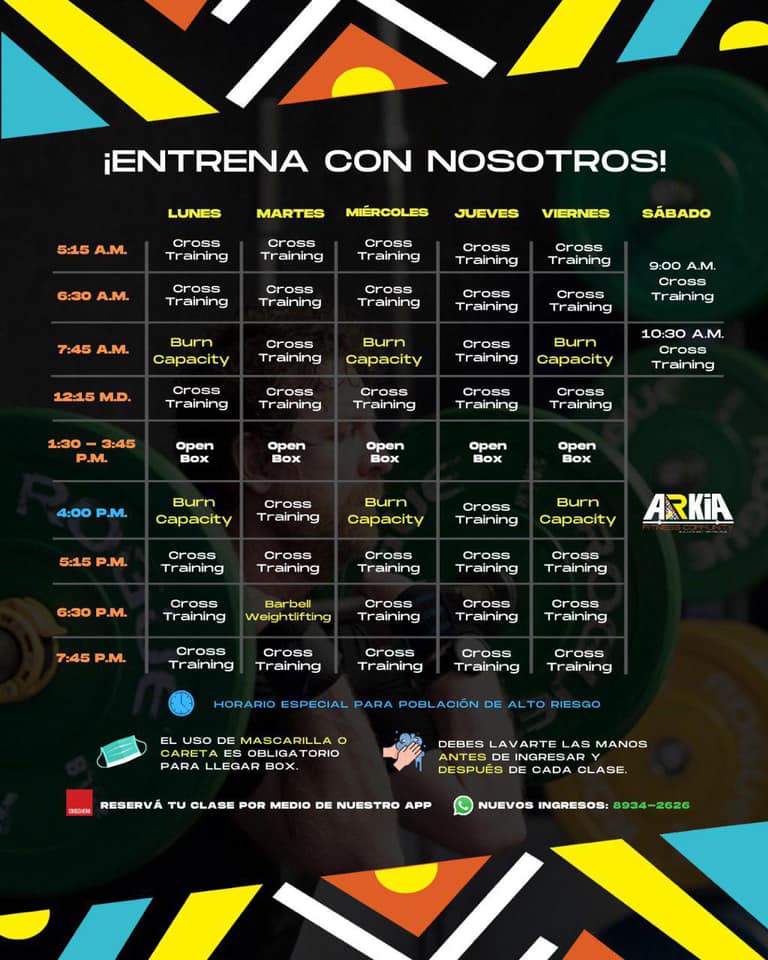 ¡ENTRENA CON NOSOTROS!
LUNES MARTES MIÉRCOLES JUEVES VIERNES SÁBADO
5:15 A.M. Cross Training Cross Training Cross Training Cross Training Cross Training
9:00 A.M. Cross Training
6:30 A.M. Cross Training Cross Training Cross Training Cross Training Cross Training
7:45 A.M. Burn Capacity Cross Training Burn Capacity Cross Training Burn Capacity
10:30 A.M. Cross Training
12:15 M.D. Cross Training Cross Training Cross Training Cross Training Cross Training
1:30 – 3:45 P.M. Open Box Open Box Open Box Open Box Open Box
4:00 P.M. Burn Capacity Cross Training Burn Capacity Cross Training Burn Capacity
ARKIA
FITNESS COMMUNITY
5:15 P.M. Cross Training Cross Training Cross Training Cross Training Cross Training
6:30 P.M. Cross Training Barbell Weightlifting Cross Training Cross Training Cross Training
7:45 P.M. Cross Training Cross Training Cross Training Cross Training Cross Training
HORARIO ESPECIAL PARA POBLACIÓN DE ALTO RIESGO
EL USO DE MASCARILLA O
CARETA ES OBLIGATORIO
PARA LLEGAR BOX.
DEBES LAVARTE LAS MANOS
ANTES DE INGRESAR Y
DESPUÉS DE CADA CLASE.
RESERVÁ TU CLASE POR MEDIO DE NUESTRO APP
NUEVOS INGRESOS: 8934-2626